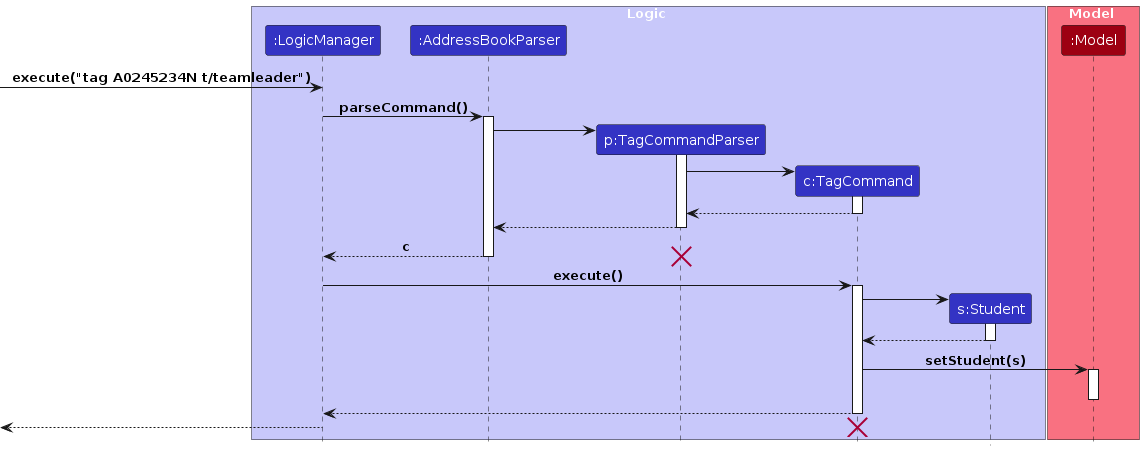 Logic
Model
:LogicManager
:AddressBookParser
:Model
execute("tag A0245234N t/teamleader")
parseCommand()
p:TagCommandParser
c:TagCommand
c
execute()
s:Student
setStudent(s)